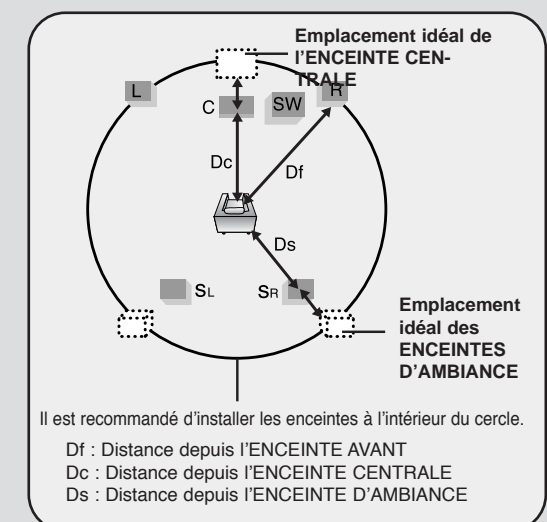 Emplacement idéal de
l'ENCEINTE CEN-
TRALE
L
R
C
SW
Dc
Df
Ds
SL
SR
Emplacement
idéal des
ENCEINTES
D'AMBIANCE
Il est recommandé d'installer les enceintes à l'intérieur du cercle.
Df : Distance depuis l'ENCEINTE AVANT
Dc : Distance depuis l'ENCEINTE CENTRALE
Ds : Distance depuis l'ENCEINTE D'AMBIANCE